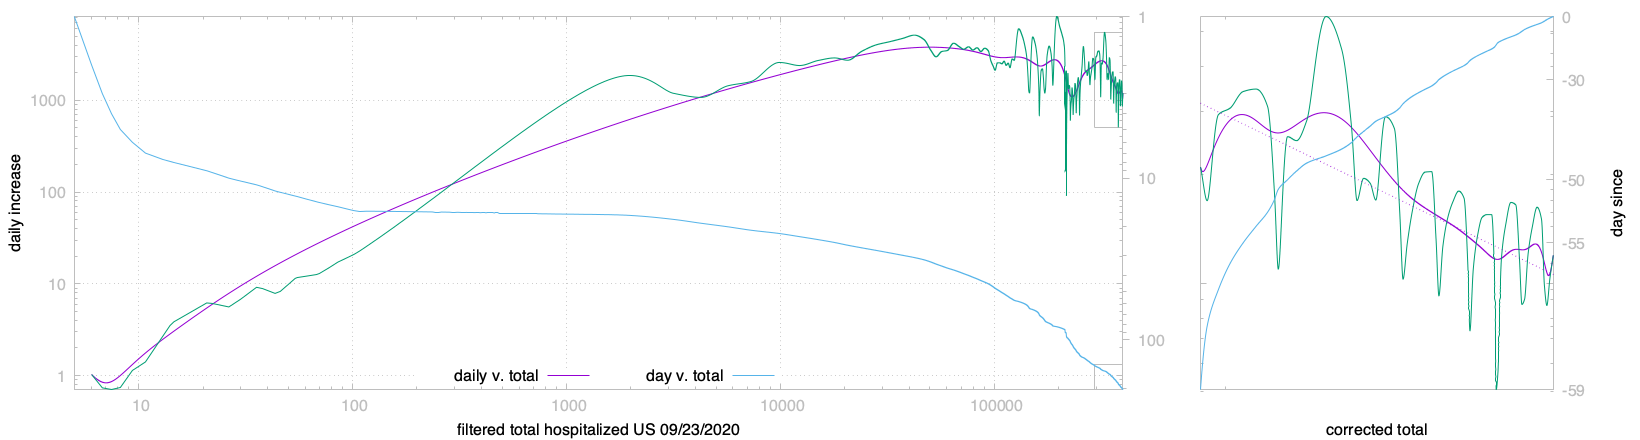 daily increase
1000
100
10
1
10
100
1000
10000
100000
1
10
100
daily v. total
day v. total
filtered total hospitalized US 09/23/2020
0
-30
-50
-55
-59
day since
corrected total